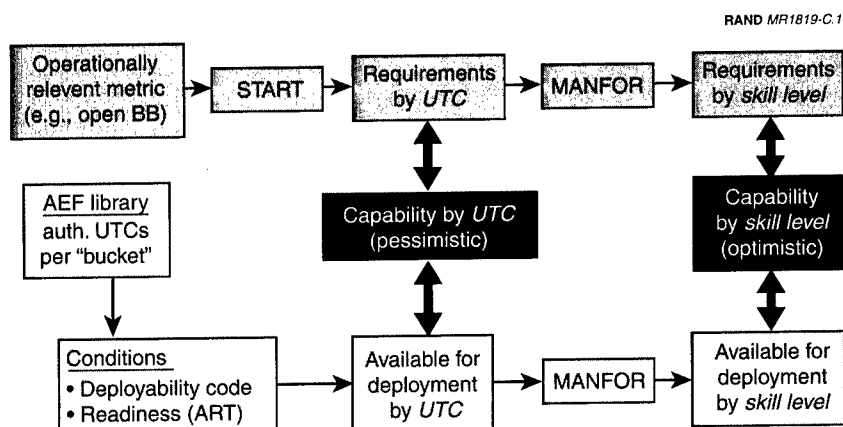 RAND MR1819-C.1
Operationally
relevent metric
(e.g., open BB)
START
Requirements
by UTC
MANFOR
Requirements
by skill level
AEF library
auth. UTCs
per “bucket”
Capability by UTC
(pessimistic)
Capability
by skill level
(optimistic)
Conditions
• Deployability code
• Readiness (ART)
Available for
deployment
by UTC
MANFOR
Available for
deployment
by skill level